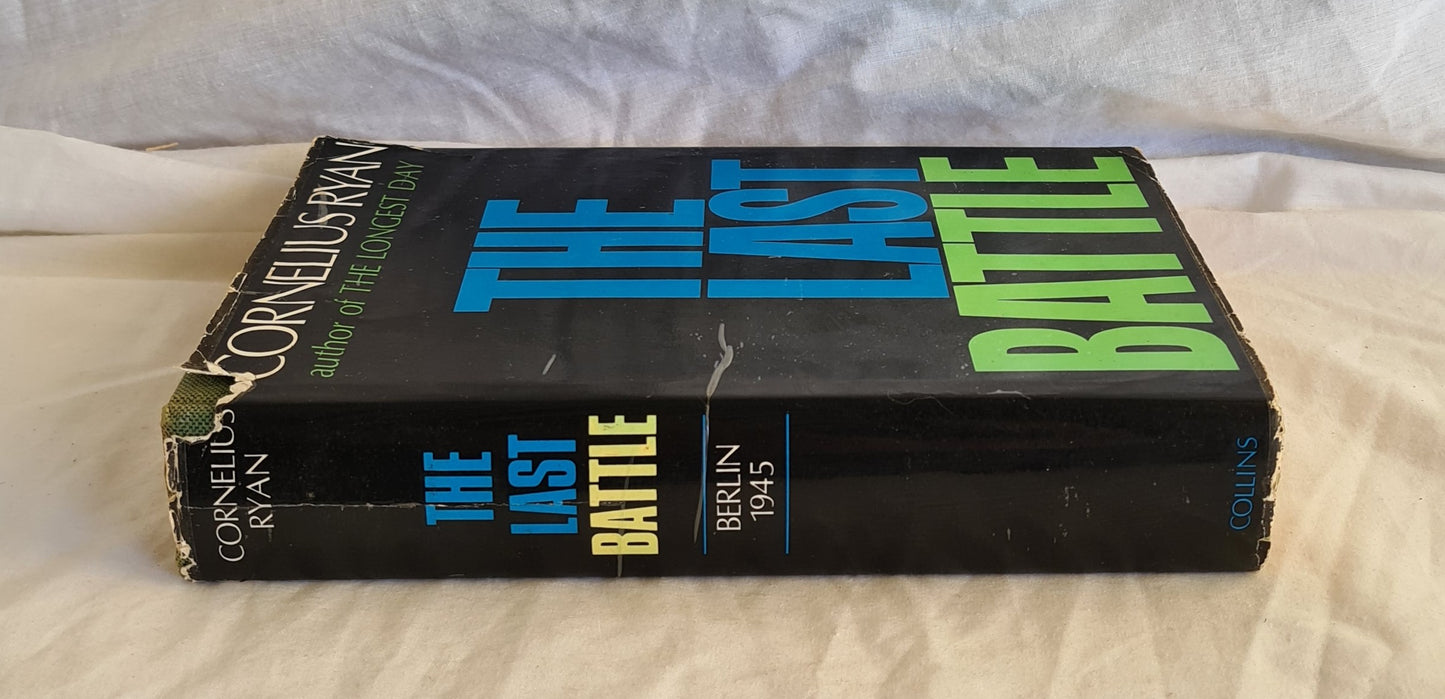 CORNELIUS RYAN
author of THE LONGEST DAY
THE
LAST
BATTLE
CORNELIUS
RYAN
THE
LAST
BATTLE
BERLIN
1945
COLLINS